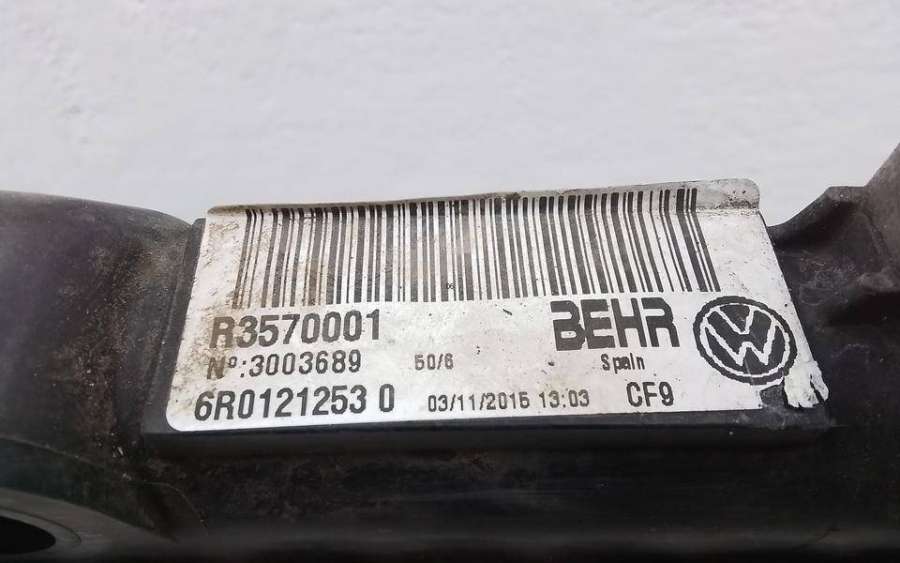 R3570001 BEHR
Nº:3003689 50/6 Spain
6R0121253 0 03/11/2015 13:03 CF9